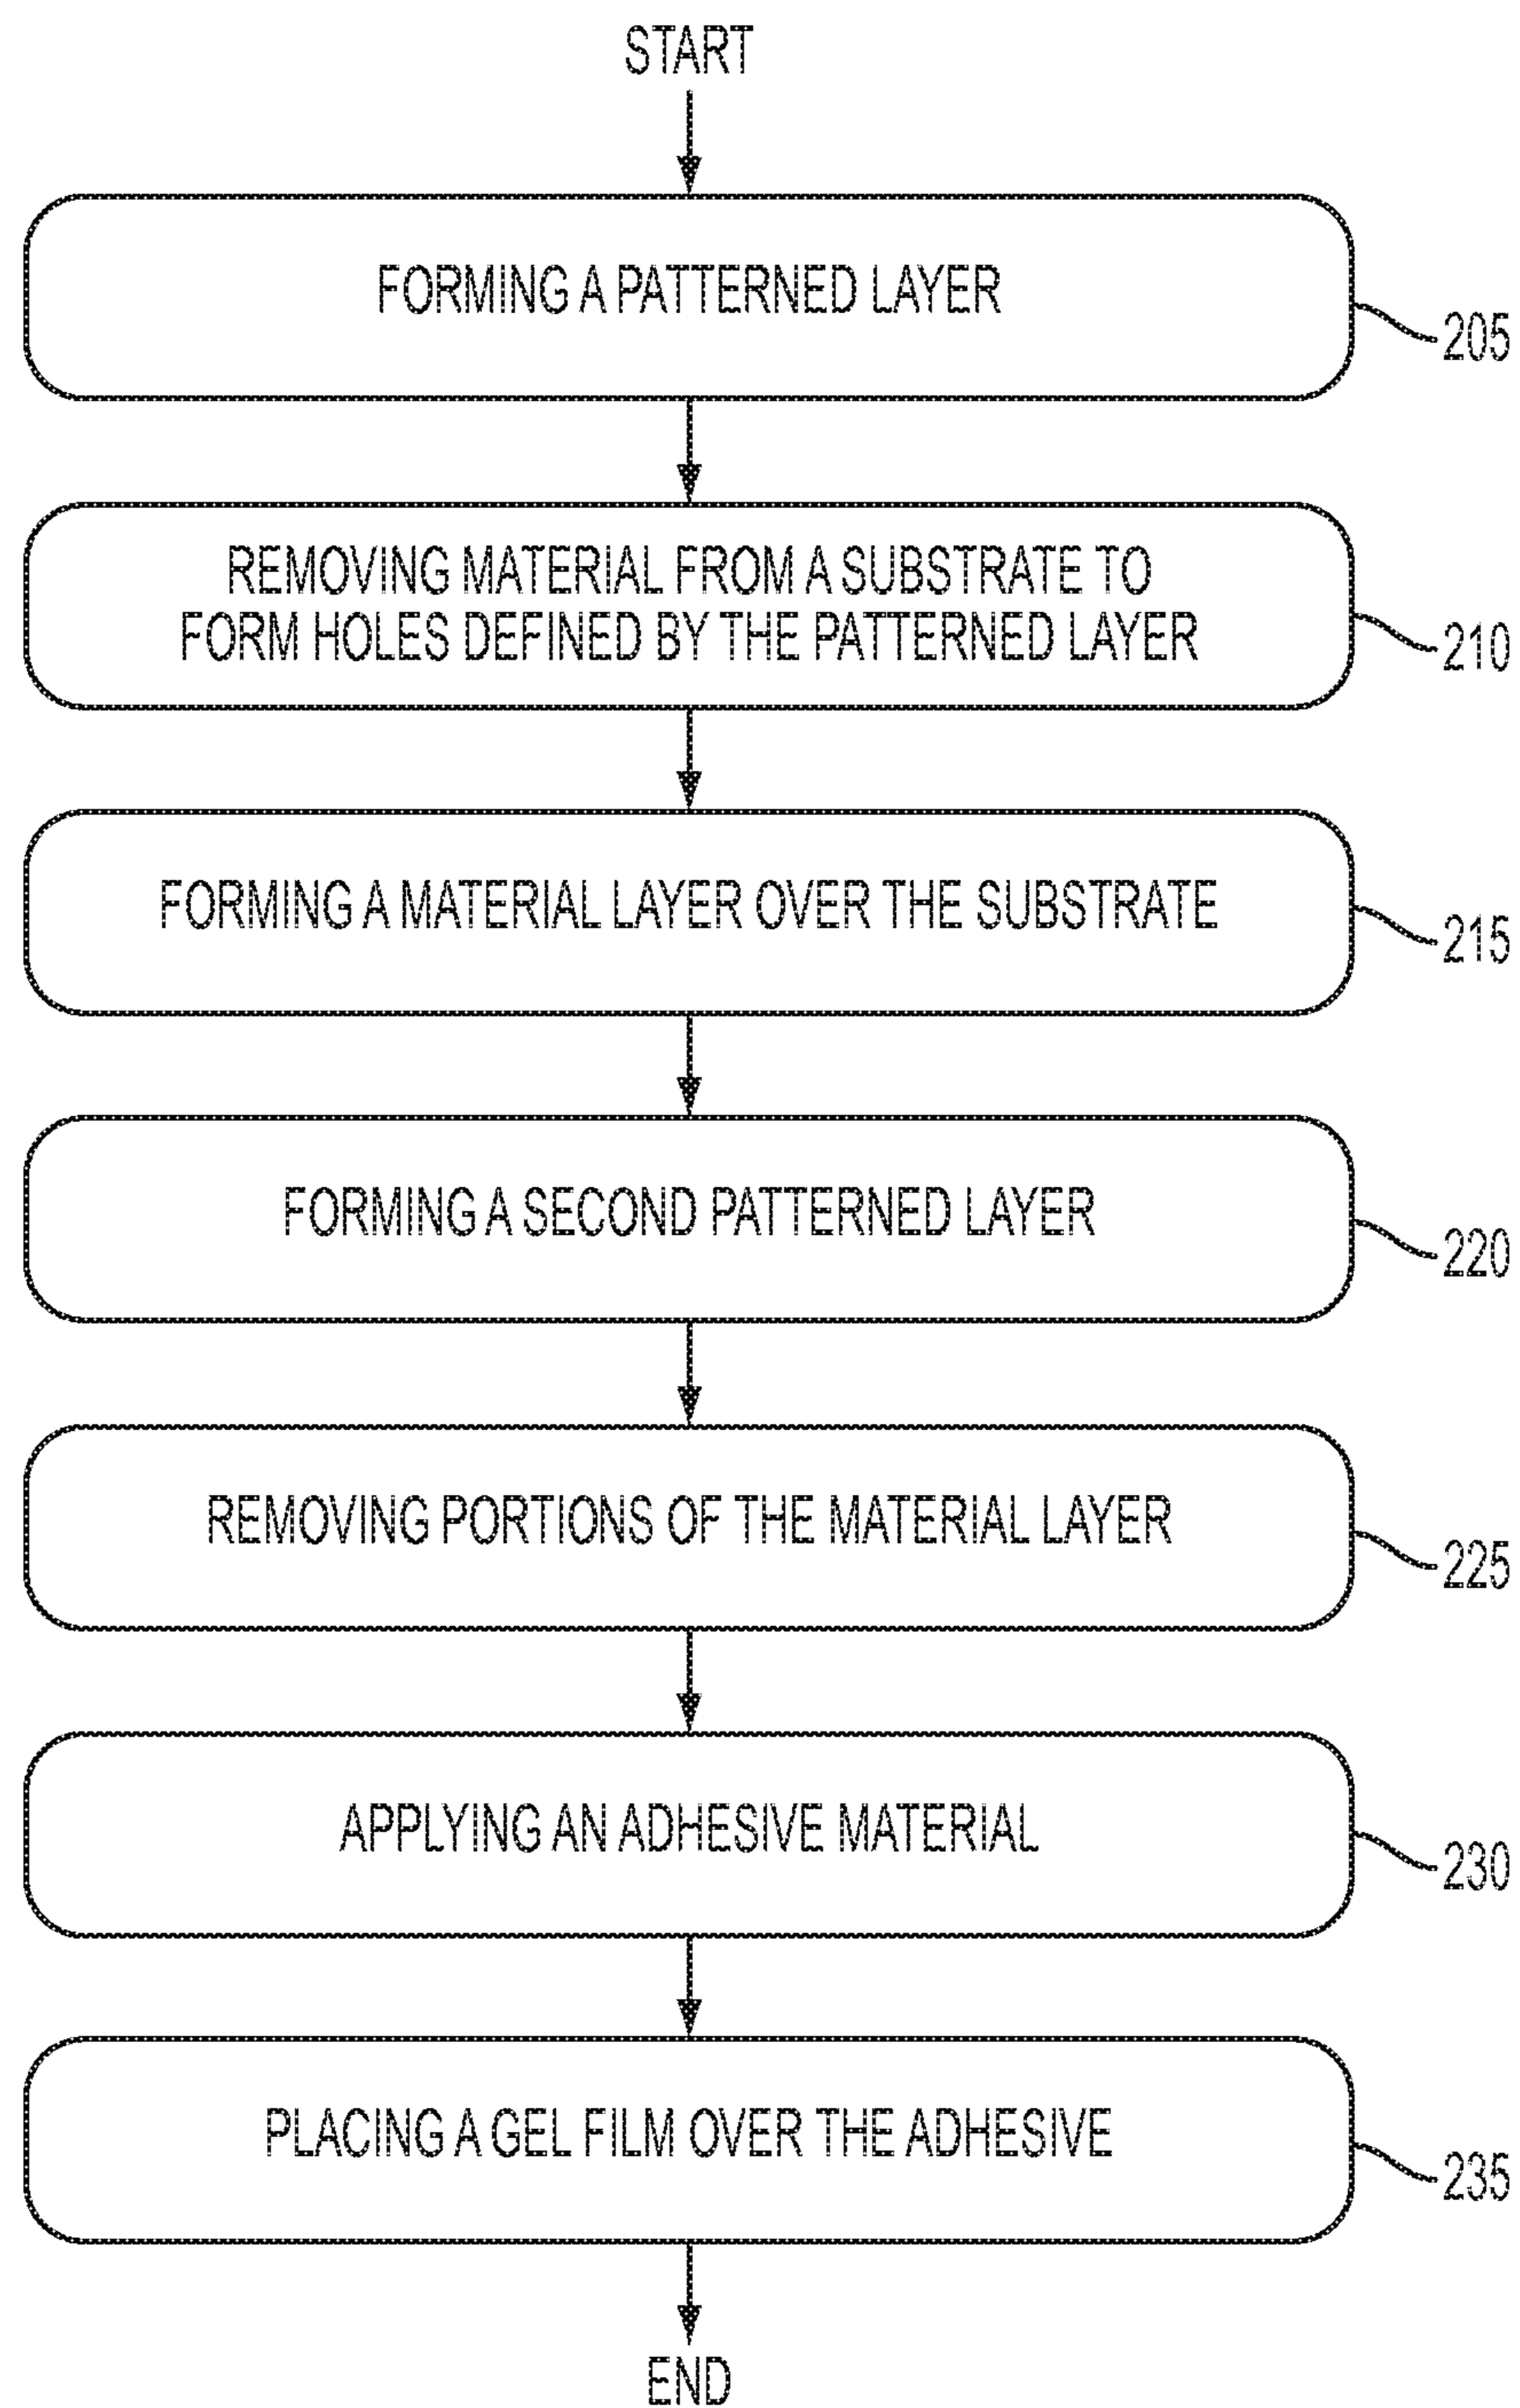 START
FORMING A PATTERNED LAYER
205
REMOVING MATERIAL FROM A SUBSTRATE TO
FORM HOLES DEFINED BY THE PATTERNED LAYER
210
FORMING A MATERIAL LAYER OVER THE SUBSTRATE
215
FORMING A SECOND PATTERNED LAYER
220
REMOVING PORTIONS OF THE MATERIAL LAYER
225
APPLYING AN ADHESIVE MATERIAL
230
PLACING A GEL FILM OVER THE ADHESIVE
235
END